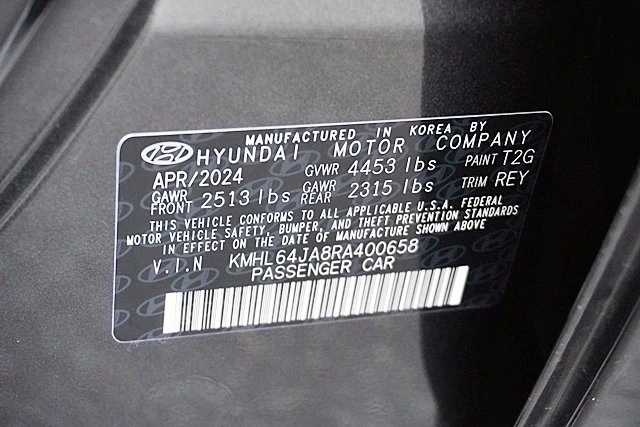 MANUFACTURED IN KOREA BY
HYUNDAI MOTOR COMPANY
APR/2024 GVWR 4453 lbs PAINT T2G
GAWR FRONT 2513 lbs GAWR REAR 2315 lbs TRIM REY
THIS VEHICLE CONFORMS TO ALL APPLICABLE U.S.A. FEDERAL
MOTOR VEHICLE SAFETY, BUMPER, AND THEFT PREVENTION STANDARDS
IN EFFECT ON THE DATE OF MANUFACTURE SHOWN ABOVE
V.I.N KMHL64JA8RA400658
PASSENGER CAR